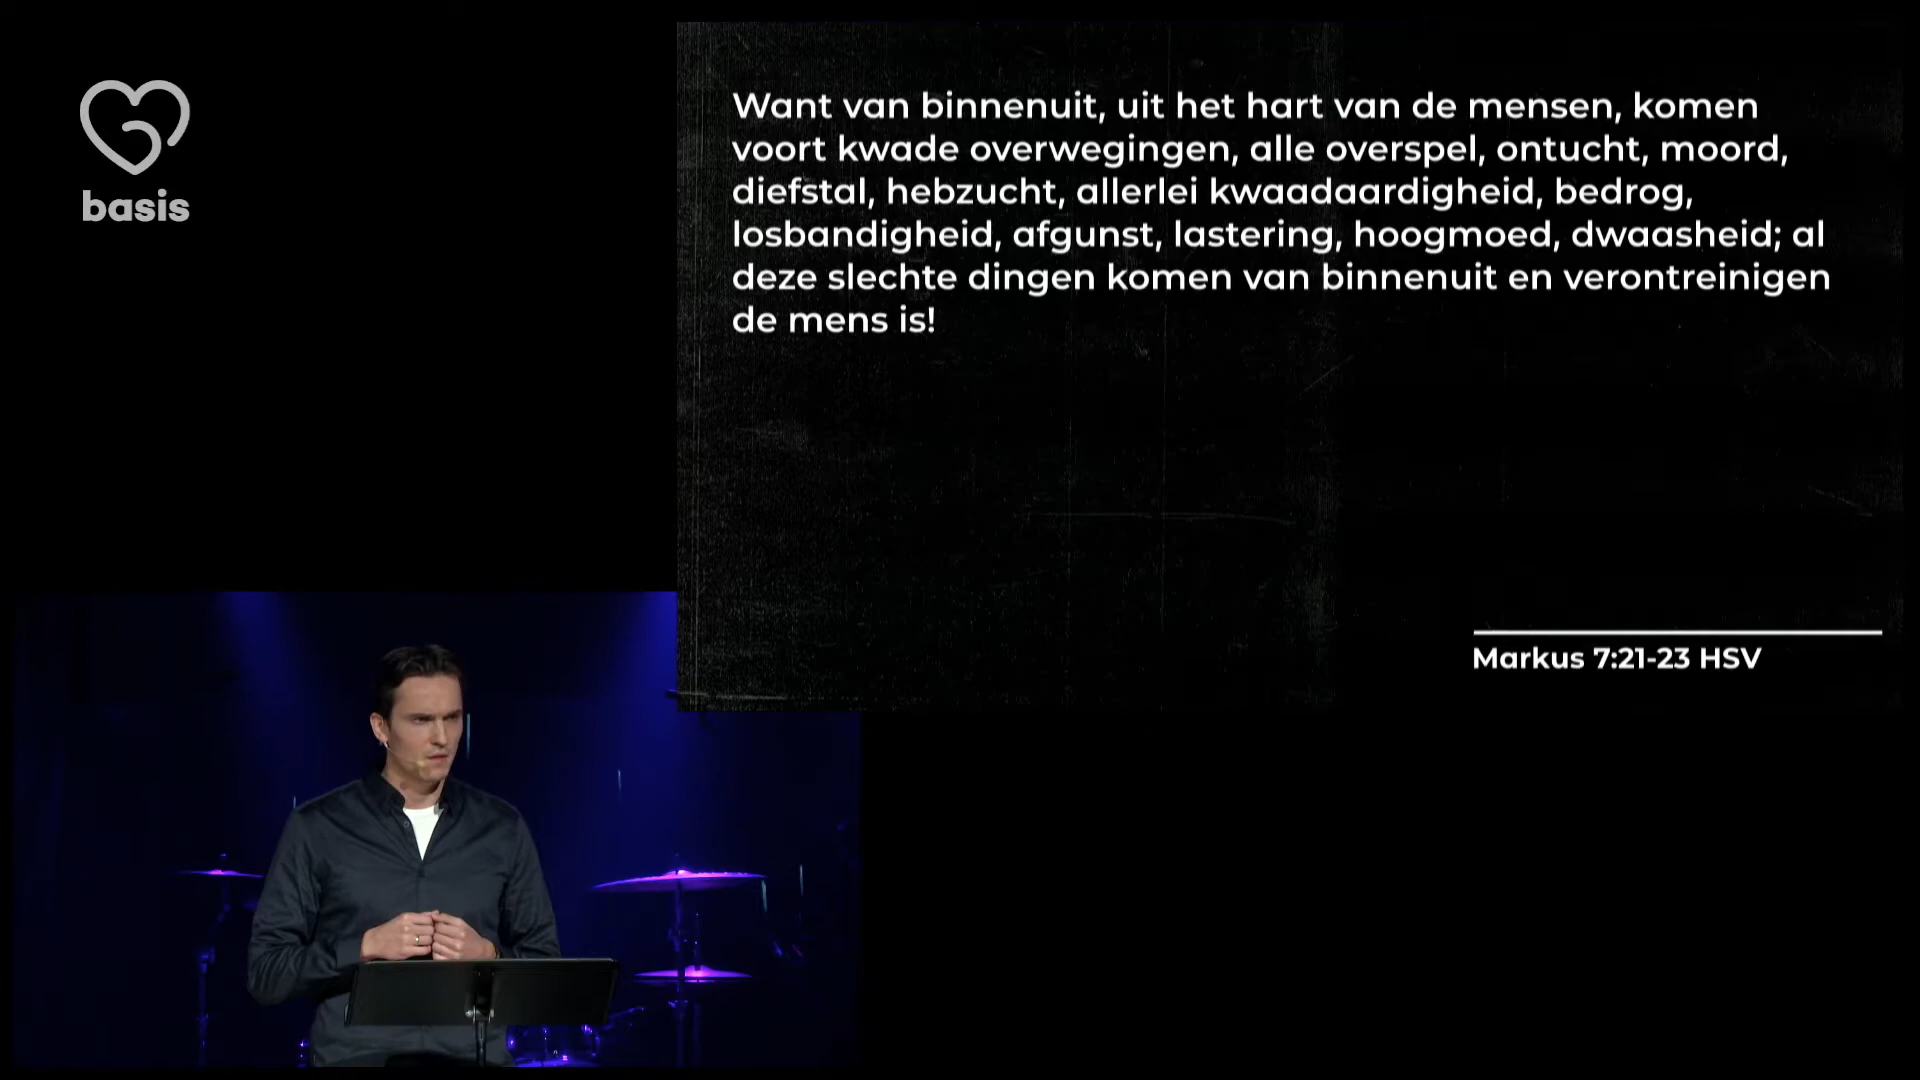 basis
Want van binnenuit, uit het hart van de mensen, komen
voort kwade overwegingen, alle overspel, ontucht, moord,
diefstal, hebzucht, allerlei kwaadaardigheid, bedrog,
losbandigheid, afgunst, lastering, hoogmoed, dwaasheid; al
deze slechte dingen komen van binnenuit en verontreinigen
de mens is!
Markus 7:21-23 HSV